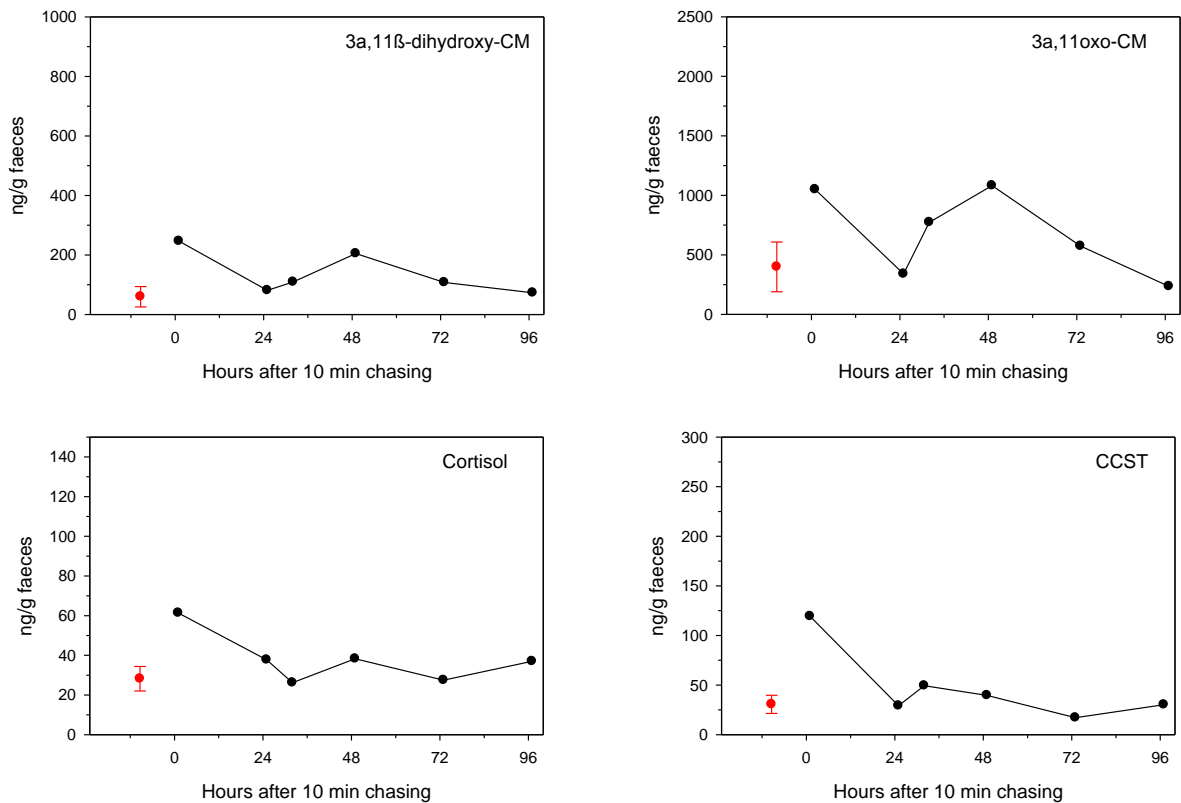 3a,11ß-dihydroxy-CM
ng/g faeces
1000
800
600
400
200
0
0 24 48 72 96
Hours after 10 min chasing
3a,11oxo-CM
ng/g faeces
2500
2000
1500
1000
500
0
0 24 48 72 96
Hours after 10 min chasing
Cortisol
ng/g faeces
140
120
100
80
60
40
20
0
0 24 48 72 96
Hours after 10 min chasing
CCST
ng/g faeces
300
250
200
150
100
50
0
0 24 48 72 96
Hours after 10 min chasing